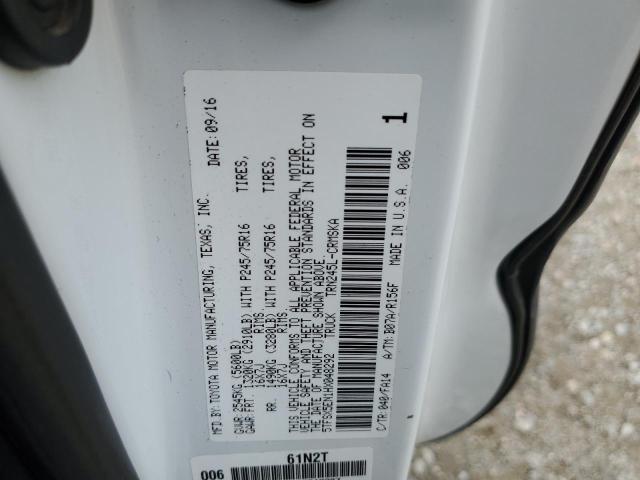 MFD.BY:TOYOTA MOTOR MANUFACTURING, TEXAS, INC. DATE:09/16
GVWR:2545KG(5600LB)
GAWR:FRT. 1320KG(2910LB) WITH P245/75R16 TIRES,
16X7J RIMS.
RR. 1490KG(3280LB) WITH P245/75R16 TIRES,
16X7J RIMS.
THIS VEHICLE CONFORMS TO ALL APPLICABLE FEDERAL MOTOR
VEHICLE SAFETY AND THEFT PREVENTION STANDARDS IN EFFECT ON
THE DATE OF MANUFACTURE SHOWN ABOVE.
5TFSX5EN1HX048292 TRUCK TRN245L-CRMSKA
C/TR:040/FA14 A/TM:B07A/R156F
MADE IN U.S.A. 006
1
61N2T
006